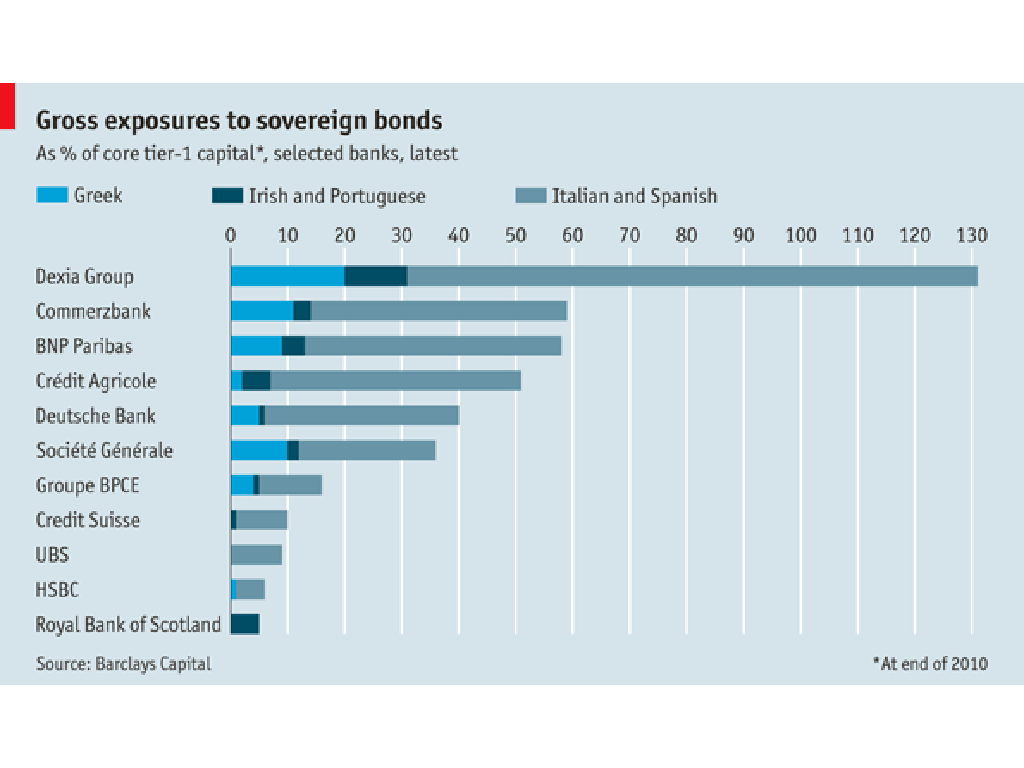 Gross exposures to sovereign bonds
As % of core tier-1 capital*, selected banks, latest
Greek Irish and Portuguese Italian and Spanish
0 10 20 30 40 50 60 70 80 90 100 110 120 130
Dexia Group
Commerzbank
BNP Paribas
Crédit Agricole
Deutsche Bank
Société Générale
Groupe BPCE
Credit Suisse
UBS
HSBC
Royal Bank of Scotland
Source: Barclays Capital *At end of 2010